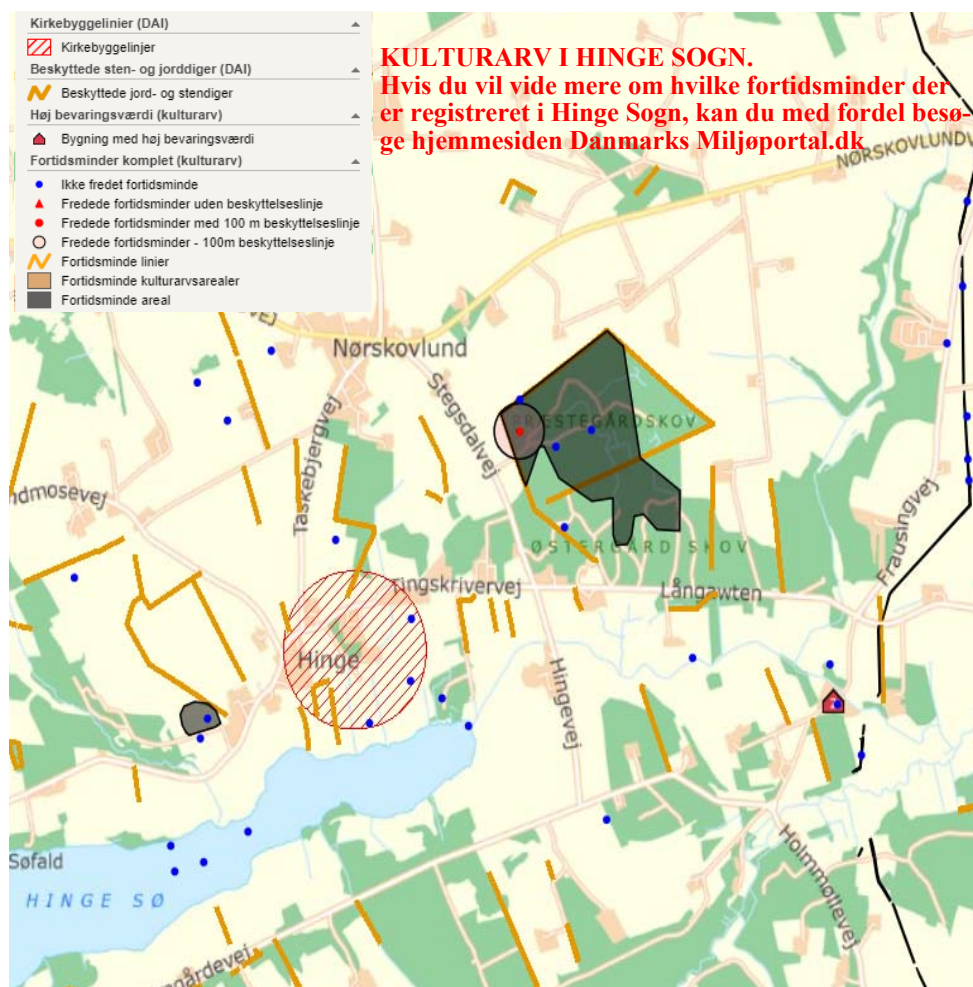 Kirkebyggelinier (DAI)
Kirkebyggelinjer
Beskyttede sten- og jorddiger (DAI)
Beskyttede jord- og stendiger
Høj bevaringsværdi (kulturarv)
Bygning med høj bevaringsværdi
Fortidsminder komplet (kulturarv)
Ikke fredet fortidsminde
Fredede fortidsminder uden beskyttelseslinje
Fredede fortidsminder med 100 m beskyttelseslinje
Fredede fortidsminder - 100m beskyttelseslinje
Fortidsminde linier
Fortidsminde kulturarvsarealer
Fortidsminde areal
KULTURARV I HINGE SOGN.
Hvis du vil vide mere om hvilke fortidsminder der
er registreret i Hinge Sogn, kan du med fordel besø-
ge hjemmesiden Danmarks Miljøportal.dk
NØRSKOVLUNDV
vej
Nørskovlund
Stegsdalvej
RÆSTEGÅRDSKOV
Taskebjergvej
ndmosevej
Frausingvej
ØSTERGÅRD SKOV
ingskrivervej
Långawten
Hinge
Hingevej
Søfald
HINGE SØ
Holmmøllevej
gårdevej